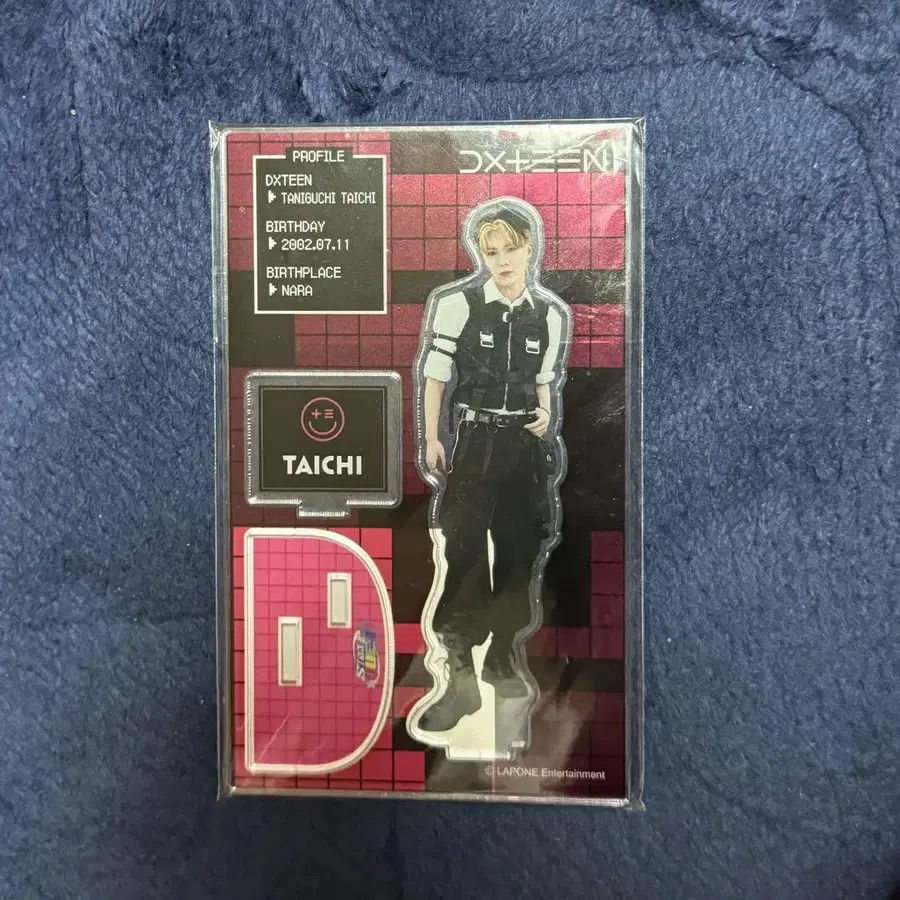 PROFILE
DXTEEN
TANIGUCHI TAICHI
BIRTHDAY
2002.07.11
BIRTHPLACE
NARA
DXTEEN
TAICHI
© LAPONE Entertainment